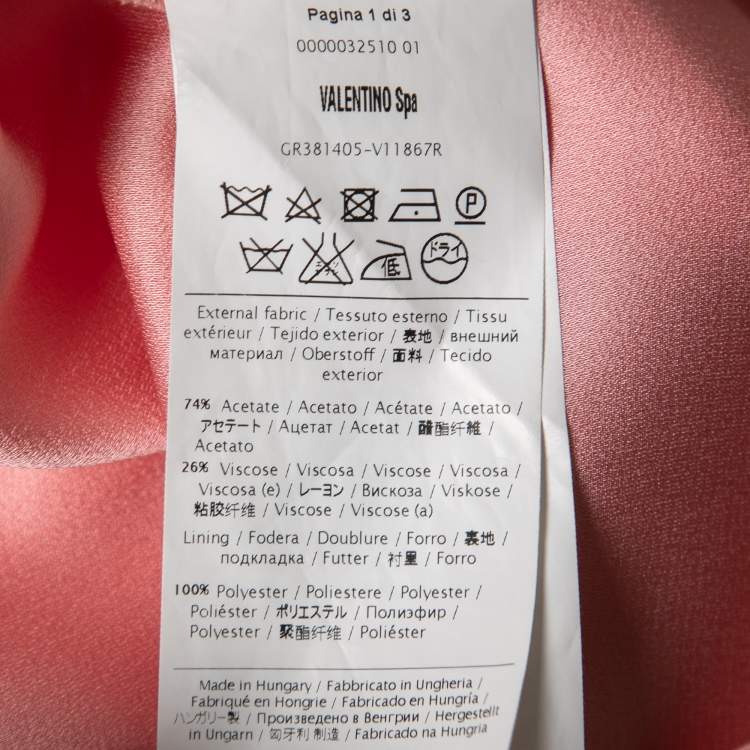 Pagina 1 di 3
0000032510 01
VALENTINO Spa
GR381405-V11867R
P
ドライ
低
External fabric / Tessuto esterno / Tissu
extérieur / Tejido exterior / 表地 / внешний
материал / Oberstoff / 面料 / Tecido
exterior
74% Acetate / Acetato / Acétate / Acetato /
アセテート / Ацетат / Acetat / 醋酯纤维 /
Acetato
26% Viscose / Viscosa / Viscose / Viscosa /
Viscosa (e) / レーヨン / Вискоза / Viskose /
粘胶纤维 / Viscose / Viscose (a)
Lining / Fodera / Doublure / Forro / 裏地 /
подкладка / Futter / 衬里 / Forro
100% Polyester / Poliestere / Polyester /
Poliéster / ポリエステル / Полиэфир /
Polyester / 聚酯纤维 / Poliéster
Made in Hungary / Fabbricato in Ungheria /
Fabriqué en Hongrie / Fabricado en Hungría /
ハンガリー製 / Произведено в Венгрии / Hergestellt
in Ungarn / 匈牙利 制造 / Fabricado na Hungria